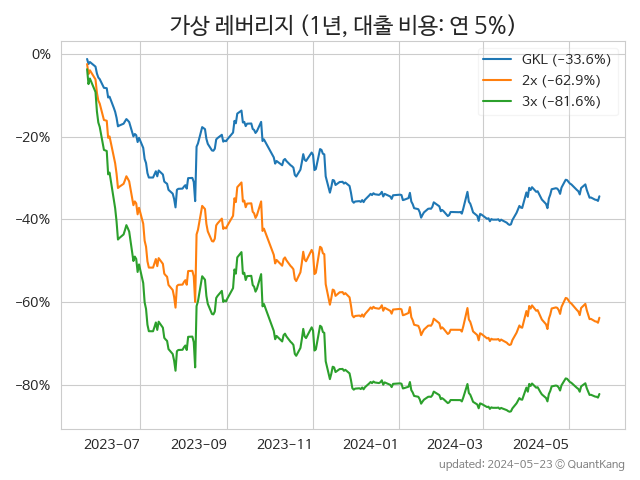 가상 레버리지 (1년, 대출 비용: 연 5%)
GKL (−33.6%)
2x (−62.9%)
3x (−81.6%)
0%
−20%
−40%
−60%
−80%
2023-07 2023-09 2023-11 2024-01 2024-03 2024-05
updated: 2024-05-23 © QuantKang